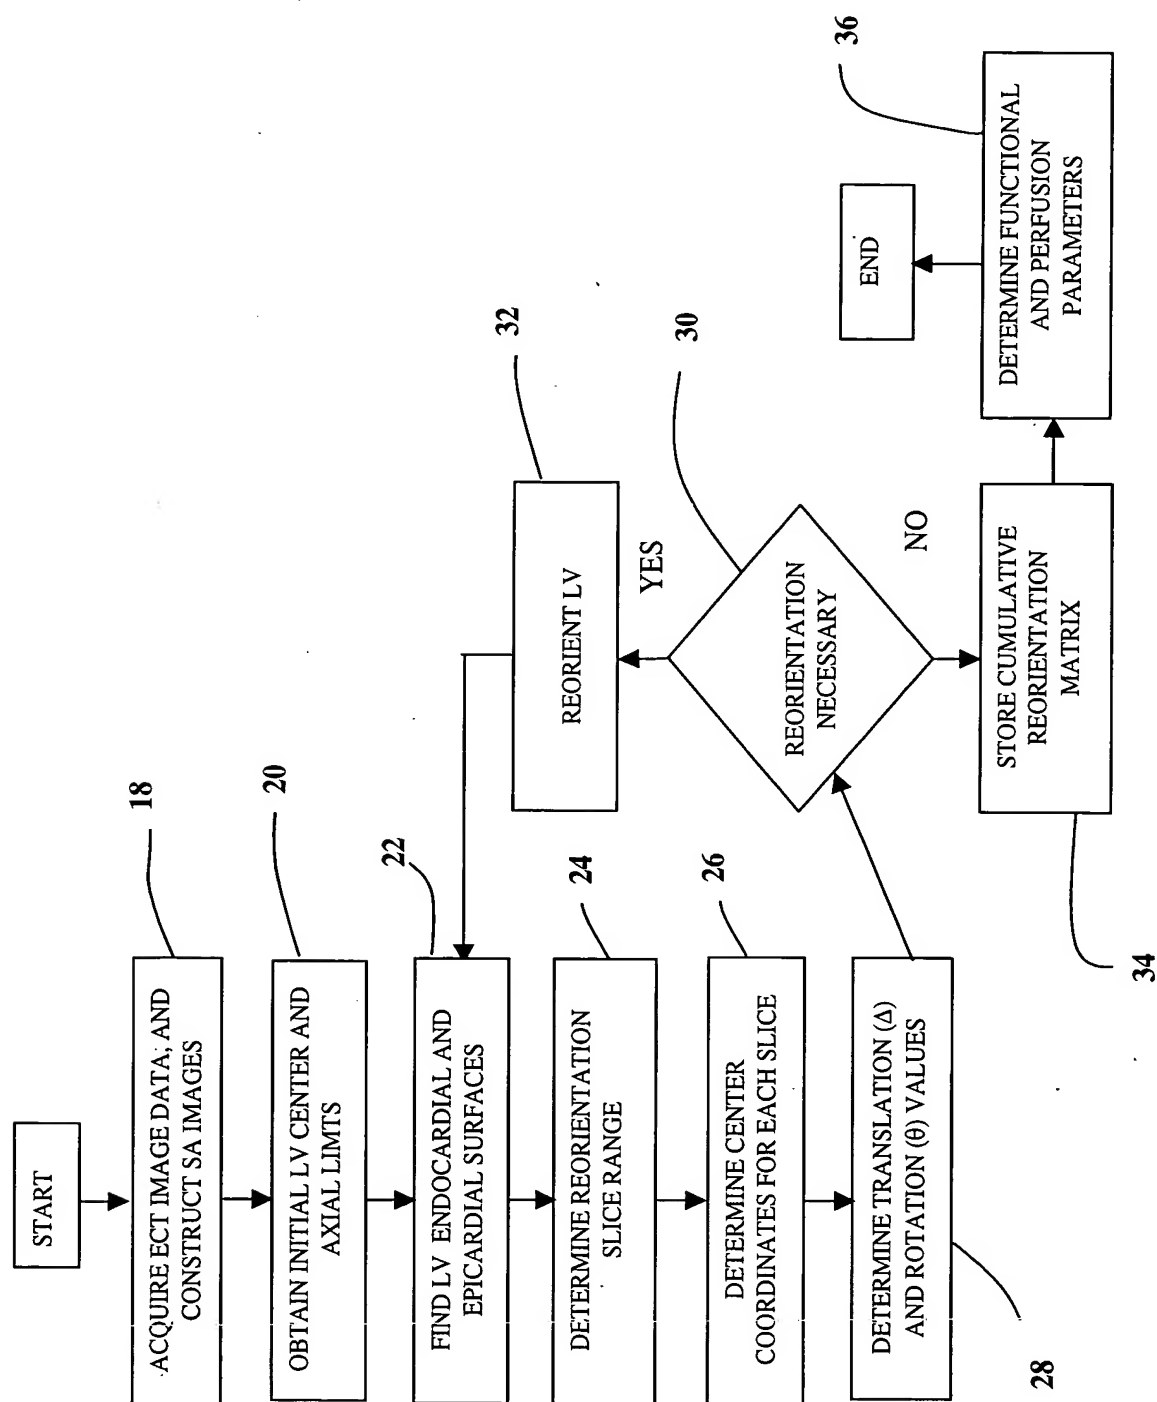 START
ACQUIRE ECT IMAGE DATA; AND
CONSTRUCT SA IMAGES
18
OBTAIN INITIAL LV CENTER AND
AXIAL LIMTS
20
FIND LV ENDOCARDIAL AND
EPICARDIAL SURFACES
22
DETERMINE REORIENTATION
SLICE RANGE
24
DETERMINE CENTER
COORDINATES FOR EACH SLICE
26
DETERMINE TRANSLATION (Δ)
AND ROTATION (θ) VALUES
28
REORIENT LV
32
YES
REORIENTATION
NECESSARY
30
NO
STORE CUMULATIVE
REORIENTATION
MATRIX
34
DETERMINE FUNCTIONAL
AND PERFUSION
PARAMETERS
36
END